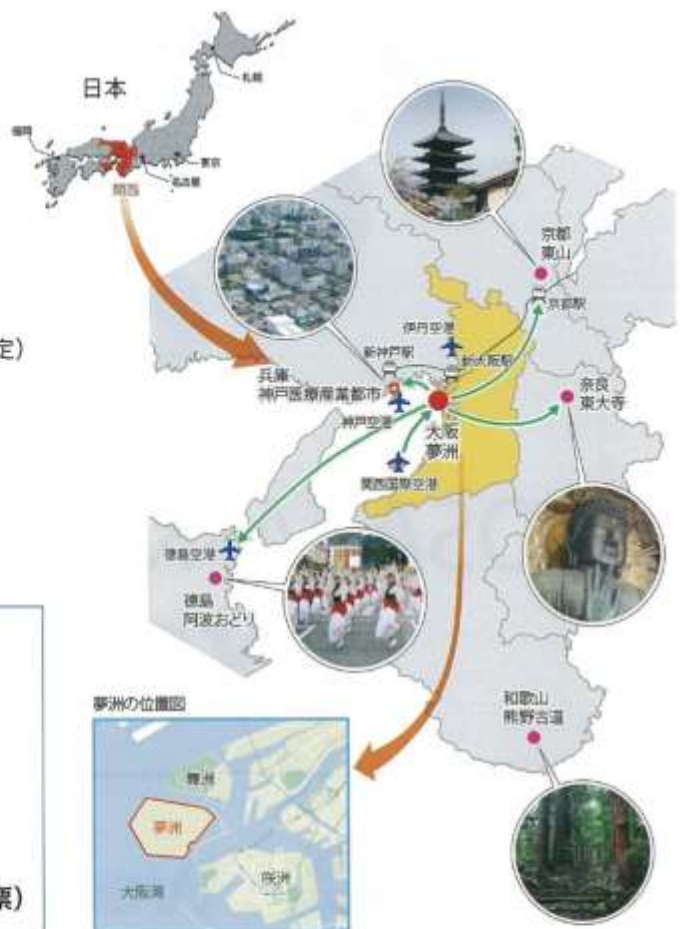 日本
札幌
福岡
東京
名古屋
関西
定)
京都
東山
京都駅
伊丹空港
新神戸駅
新大阪駅
兵庫
神戸医療産業都市
神戸空港
奈良
東大寺
大阪
夢洲
関西国際空港
徳島空港
徳島
阿波おどり
和歌山
熊野古道
夢洲の位置図
舞洲
夢洲
咲洲
大阪湾
票)